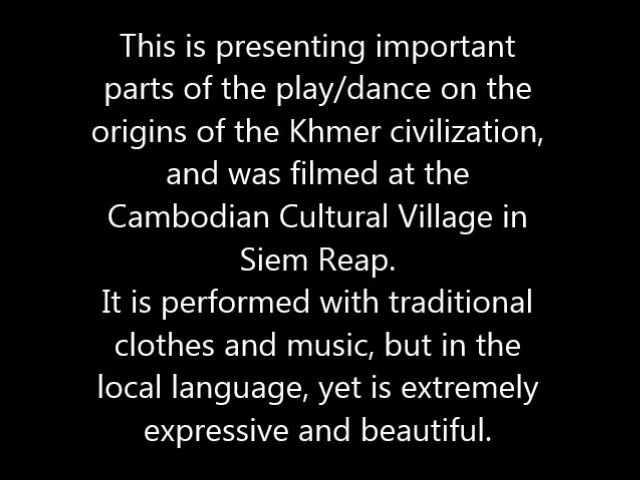 This is presenting important
parts of the play/dance on the
origins of the Khmer civilization,
and was filmed at the
Cambodian Cultural Village in
Siem Reap.
It is performed with traditional
clothes and music, but in the
local language, yet is extremely
expressive and beautiful.